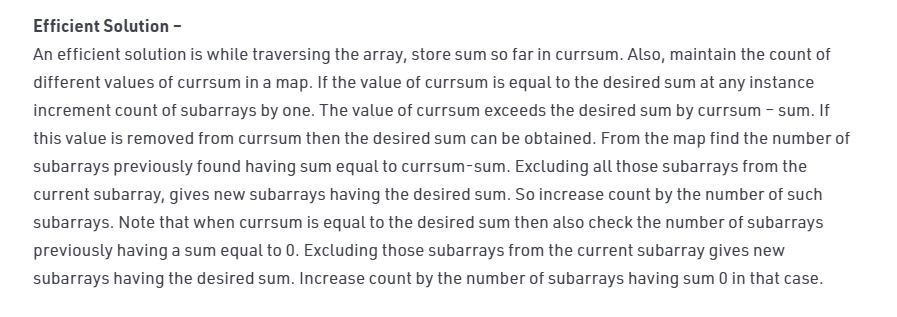 Efficient Solution –
An efficient solution is while traversing the array, store sum so far in currsum. Also, maintain the count of
different values of currsum in a map. If the value of currsum is equal to the desired sum at any instance
increment count of subarrays by one. The value of currsum exceeds the desired sum by currsum – sum. If
this value is removed from currsum then the desired sum can be obtained. From the map find the number of
subarrays previously found having sum equal to currsum-sum. Excluding all those subarrays from the
current subarray, gives new subarrays having the desired sum. So increase count by the number of such
subarrays. Note that when currsum is equal to the desired sum then also check the number of subarrays
previously having a sum equal to 0. Excluding those subarrays from the current subarray gives new
subarrays having the desired sum. Increase count by the number of subarrays having sum 0 in that case.